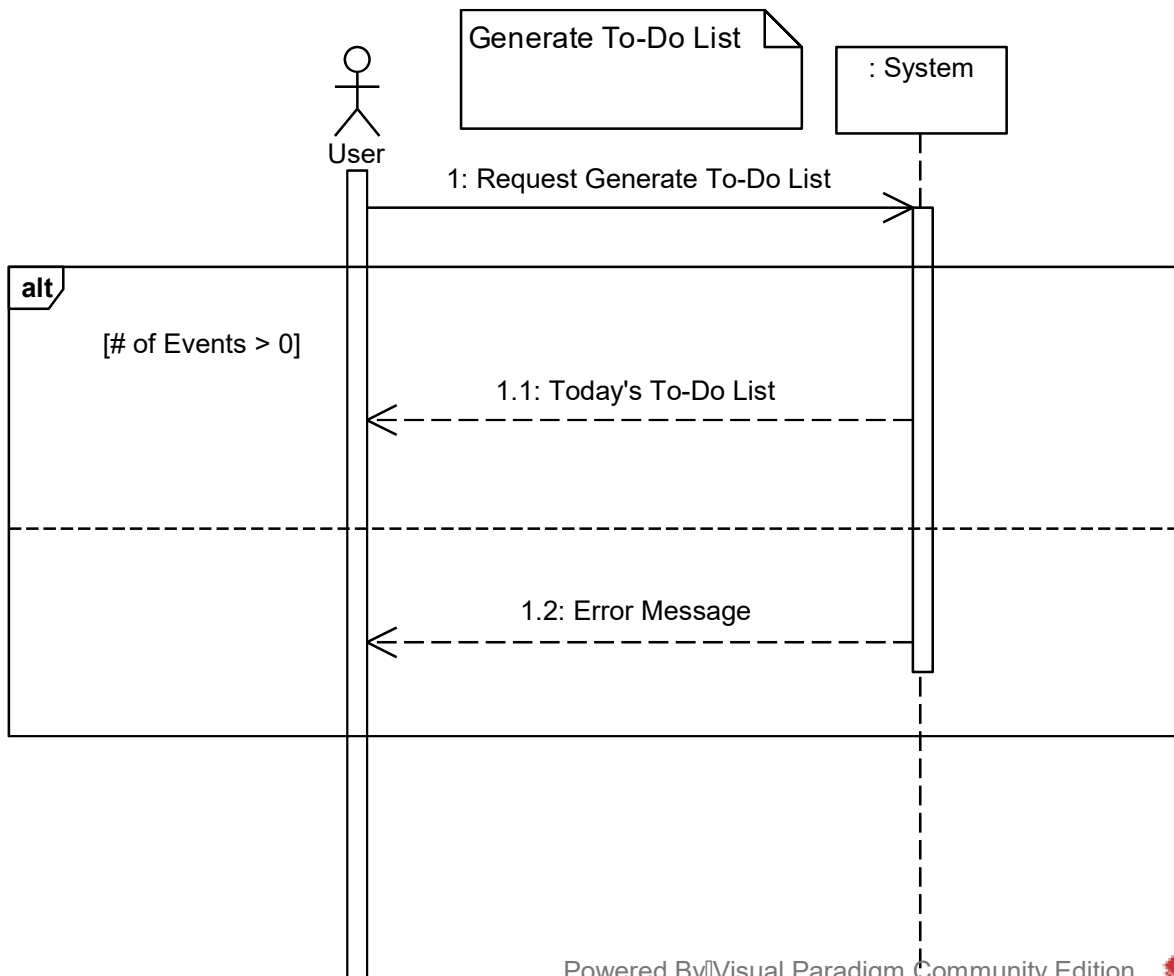 Generate To-Do List
: System
User
1: Request Generate To-Do List
alt
[# of Events > 0]
1.1: Today's To-Do List
1.2: Error Message
Powered By Visual Paradigm Community Edition